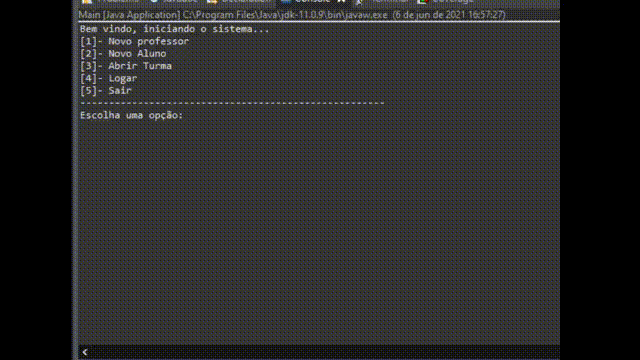 Console
Coverage
Main [Java Application] C:\Program Files\Java\jdk-11.0.9\bin\javaw.exe (6 de jun de 2021 16:57:27)
Bem vindo, iniciando o sistema...
[1]- Novo professor
[2]- Novo Aluno
[3]- Abrir Turma
[4]- Logar
[5]- Sair
----------------------------------------------------
Escolha uma opção: